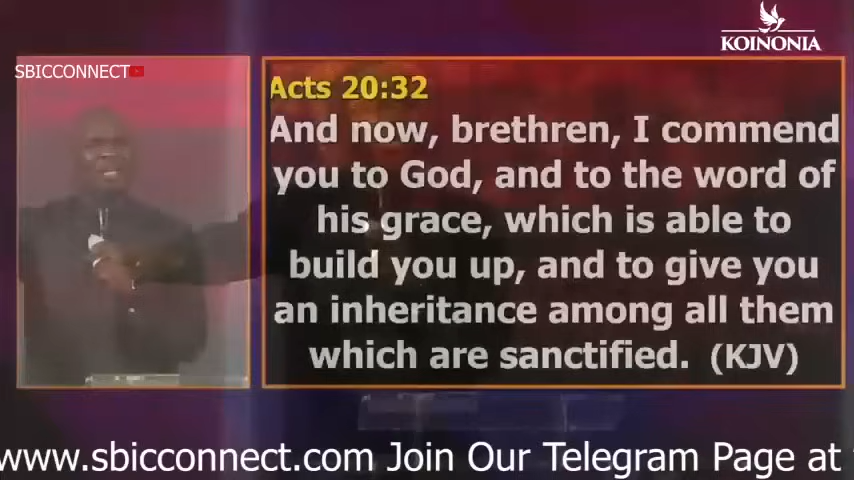 KOINONIA
SBICCONNECT
Acts 20:32
And now, brethren, I commend
you to God, and to the word of
his grace, which is able to
build you up, and to give you
an inheritance among all them
which are sanctified. (KJV)
www.sbicconnect.com Join Our Telegram Page at